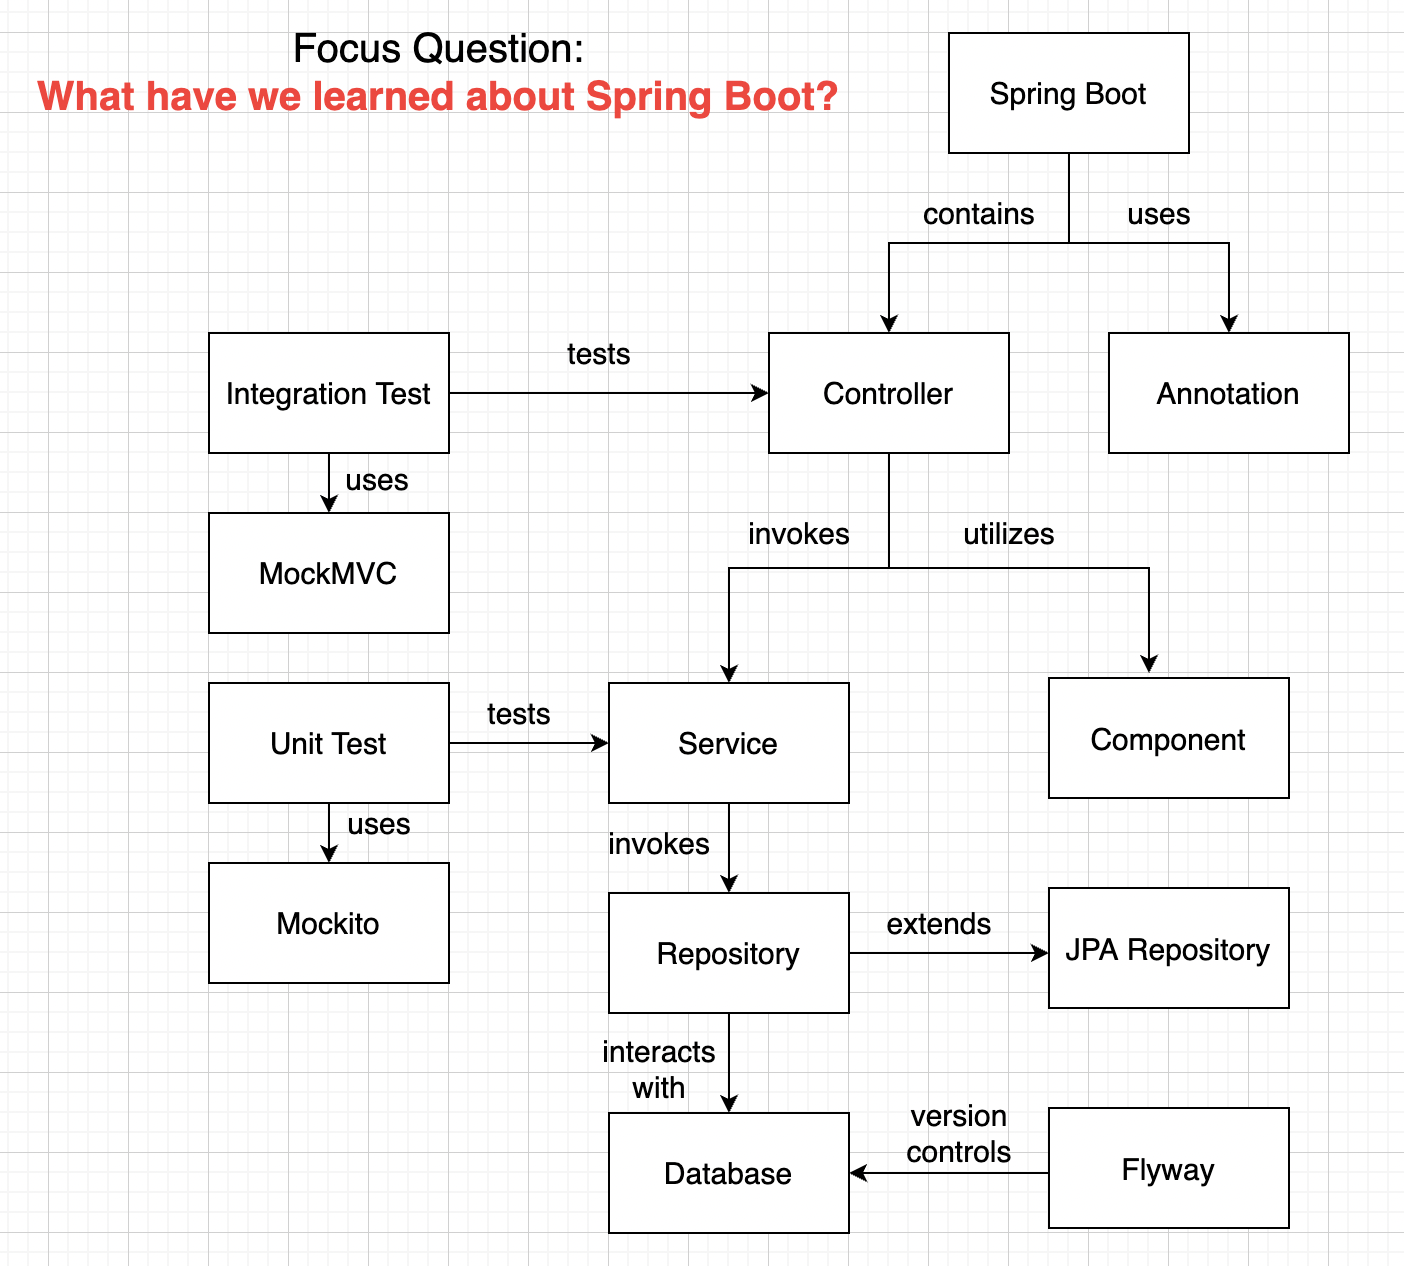 Focus Question:
What have we learned about Spring Boot?
Spring Boot
contains
uses
Integration Test
tests
Controller
Annotation
uses
MockMVC
invokes
utilizes
Unit Test
tests
Service
Component
uses
Mockito
invokes
Repository
extends
JPA Repository
interacts
with
Database
version
controls
Flyway